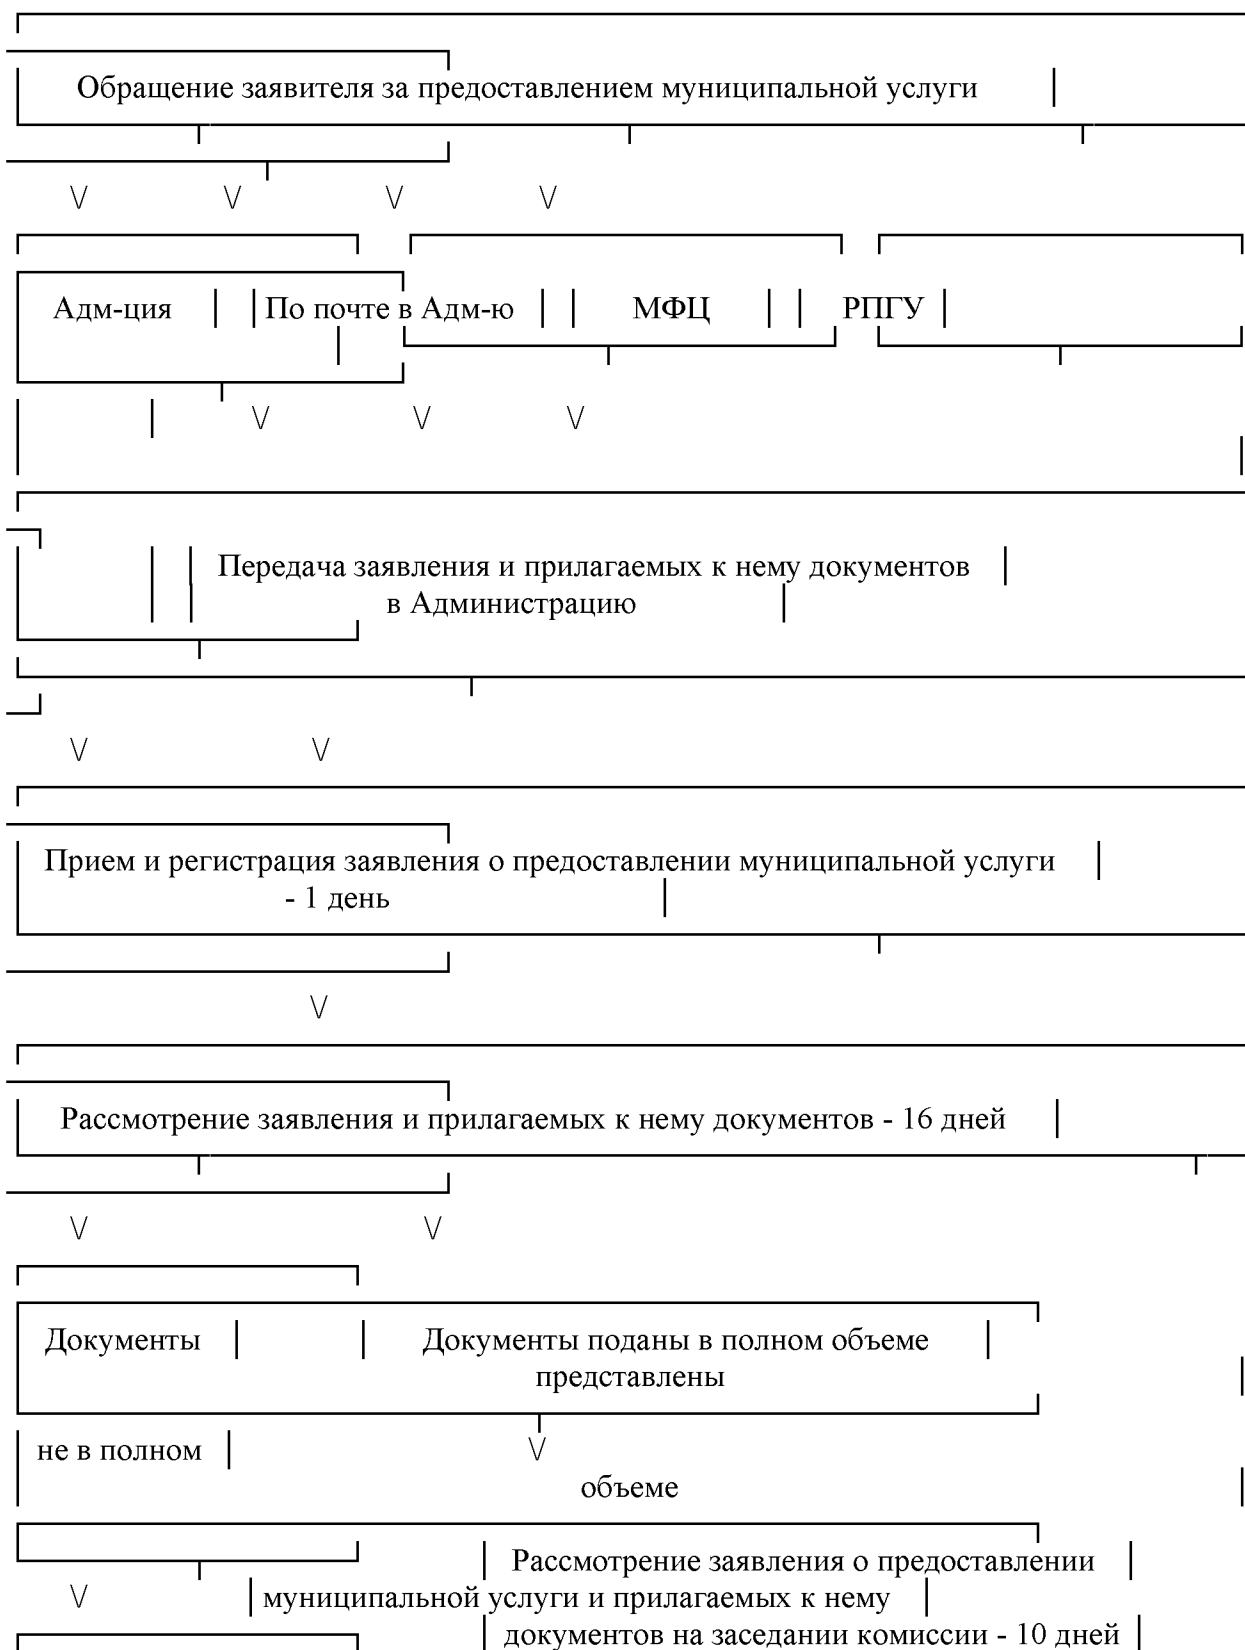 Обращение заявителя за предоставлением муниципальной услуги
\/ \/ \/ \/
Адм-ция | | По почте в Адм-ю | | МФЦ | | РПГУ |
\/ \/ \/
Передача заявления и прилагаемых к нему документов
в Администрацию
\/ \/
Прием и регистрация заявления о предоставлении муниципальной услуги
- 1 день
\/
Рассмотрение заявления и прилагаемых к нему документов - 16 дней
\/ \/
Документы | | Документы поданы в полном объеме |
представлены
не в полном | \/
объеме
Рассмотрение заявления о предоставлении
\/ | муниципальной услуги и прилагаемых к нему |
документов на заседании комиссии - 10 дней